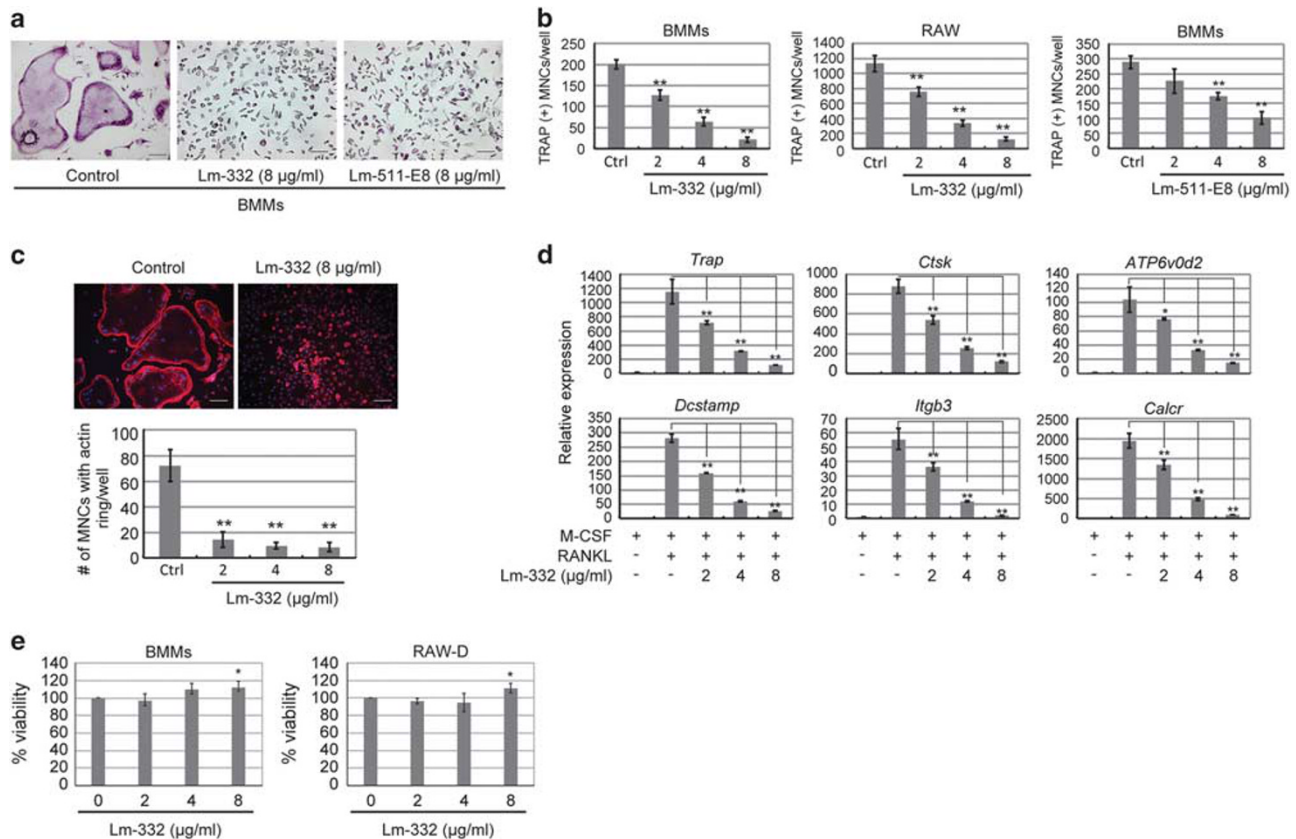 a
Control
Lm-332 (8 µg/ml)
Lm-511-E8 (8 µg/ml)
BMMs
b
BMMs
TRAP (+) MNCs/well
250
200
150
100
50
0
**
**
**
Ctrl 2 4 8
Lm-332 (µg/ml)
RAW
TRAP (+) MNCs/well
1400
1200
1000
800
600
400
200
0
**
**
**
Ctrl 2 4 8
Lm-332 (µg/ml)
BMMs
TRAP (+) MNCs/well
350
300
250
200
150
100
50
0
**
**
Ctrl 2 4 8
Lm-511-E8 (µg/ml)
c
Control
Lm-332 (8 µg/ml)
# of MNCs with actin
ring/well
100
80
60
40
20
0
** ** **
Ctrl 2 4 8
Lm-332 (µg/ml)
d
Relative expression
Trap
1400
1200
1000
800
600
400
200
0
**
**
**
Ctsk
1000
800
600
400
200
0
**
**
**
ATP6v0d2
140
120
100
80
60
40
20
0
*
**
**
Dcstamp
350
300
250
200
150
100
50
0
**
**
**
Itgb3
70
60
50
40
30
20
10
0
**
**
**
Calcr
2500
2000
1500
1000
500
0
**
**
**
M-CSF + + + + + + + + + + + + + + +
RANKL - + + + + - + + + + - + + + +
Lm-332 (µg/ml) - - 2 4 8 - - 2 4 8 - - 2 4 8
e
BMMs
% viability
140
120
100
80
60
40
20
0
*
0 2 4 8
Lm-332 (µg/ml)
RAW-D
% viability
140
120
100
80
60
40
20
0
*
0 2 4 8
Lm-332 (µg/ml)